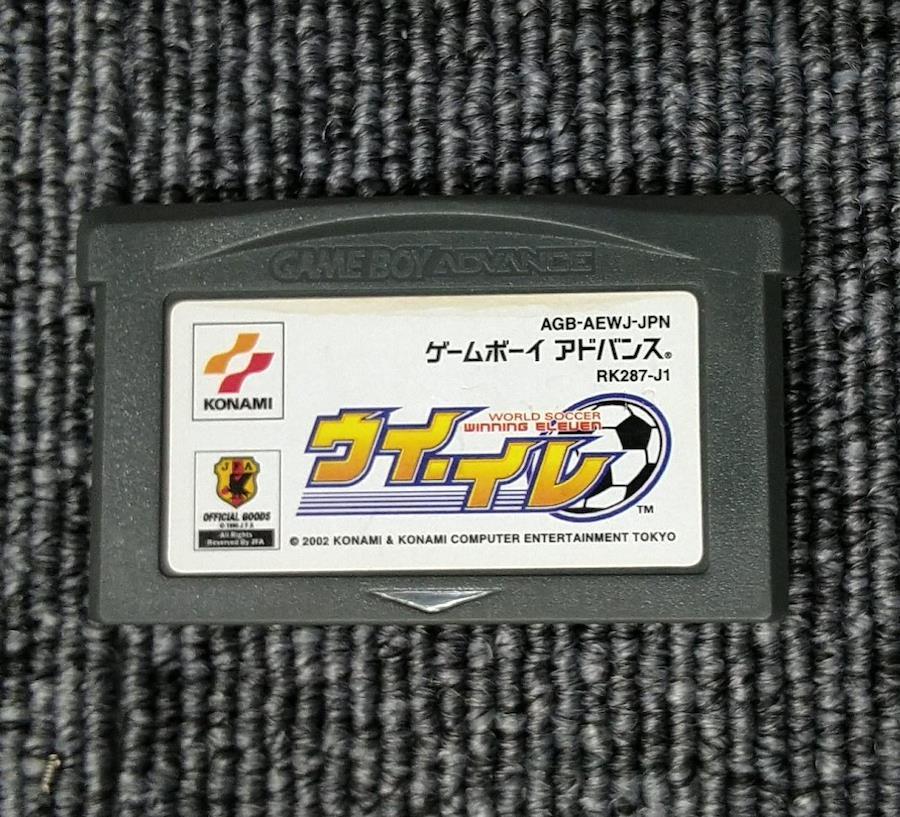 GAME BOY ADVANCE
AGB-AEWJ-JPN
ゲームボーイ アドバンス®
RK287-J1
KONAMI
WORLD SOCCER
WINNING ELEVEN
ウイイレ
TM
JFA
OFFICIAL GOODS
All Rights
Reserved By JFA
© 2002 KONAMI & KONAMI COMPUTER ENTERTAINMENT TOKYO